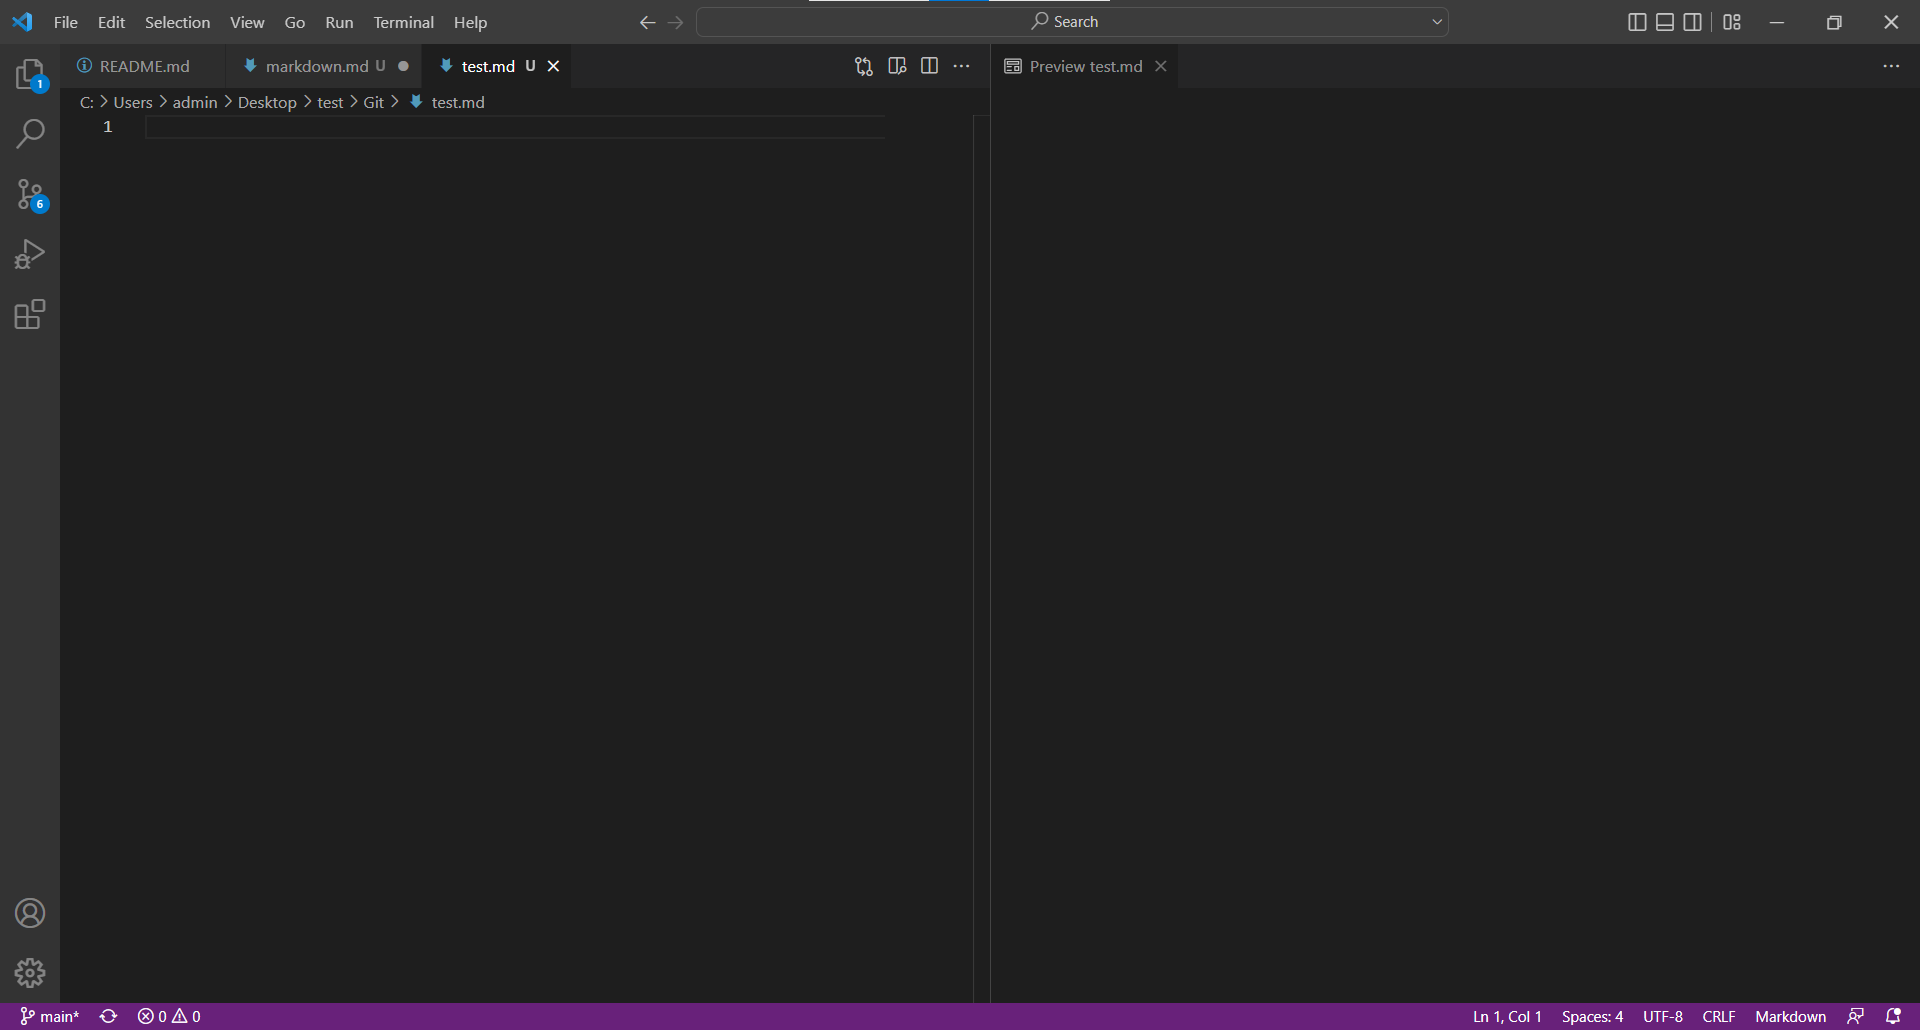 File Edit Selection View Go Run Terminal Help Search
README.md markdown.md U test.md U Preview test.md
1
C: Users admin Desktop test Git test.md
1
6
main* 0 0 Ln 1, Col 1 Spaces: 4 UTF-8 CRLF Markdown